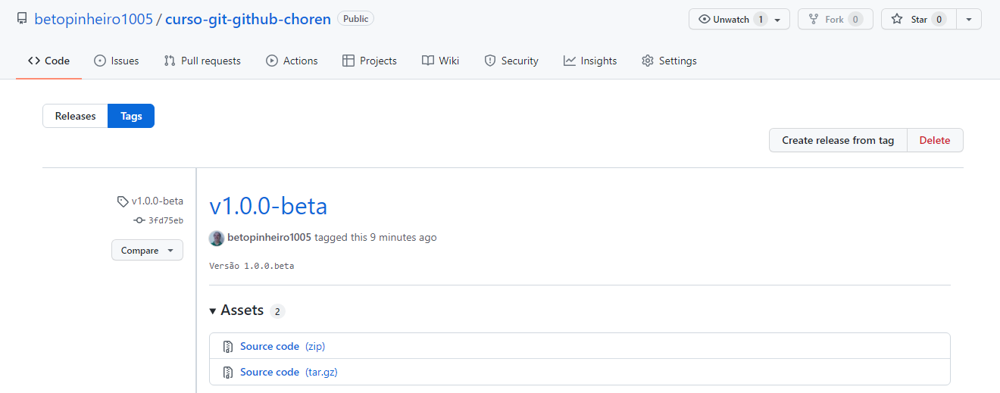 betopinheiro1005 / curso-git-github-choren Public
Unwatch 1 Fork 0 Star 0
Code Issues Pull requests Actions Projects Wiki Security Insights Settings
Releases Tags
Create release from tag Delete
v1.0.0-beta
3fd75eb
Compare
v1.0.0-beta
betopinheiro1005 tagged this 9 minutes ago
Versão 1.0.0.beta
Assets 2
Source code (zip)
Source code (tar.gz)